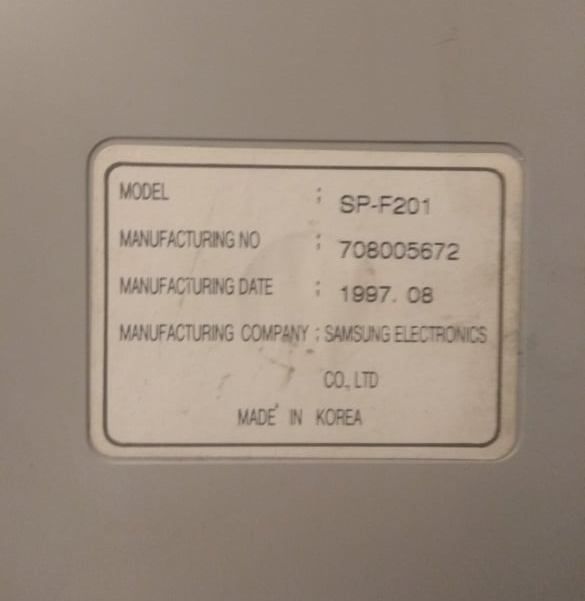 MODEL : SP-F201
MANUFACTURING NO : 708005672
MANUFACTURING DATE : 1997. 08
MANUFACTURING COMPANY : SAMSUNG ELECTRONICS
CO., LTD
MADE IN KOREA